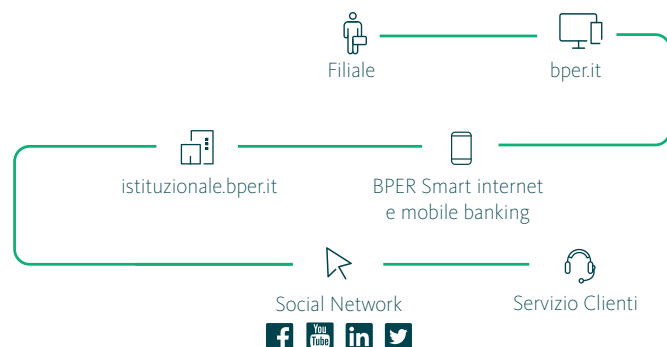 Filiale
bper.it
istituzionale.bper.it
BPER Smart internet
e mobile banking
Social Network
Servizio Clienti
You
Tube
in